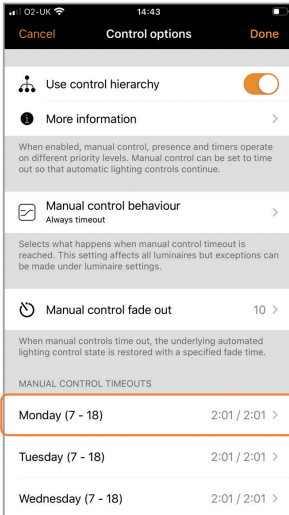 O2-UK 14:43
Cancel Control options Done
Use control hierarchy
More information
When enabled, manual control, presence and timers operate
on different priority levels. Manual control can be set to time
out so that automatic lighting controls continue.
Manual control behaviour
Always timeout
Selects what happens when manual control timeout is
reached. This setting affects all luminaires but exceptions can
be made under luminaire settings.
Manual control fade out 10
When manual controls time out, the underlying automated
lighting control state is restored with a specified fade time.
MANUAL CONTROL TIMEOUTS
Monday (7 - 18) 2:01 / 2:01
Tuesday (7 - 18) 2:01 / 2:01
Wednesday (7 - 18) 2:01 / 2:01